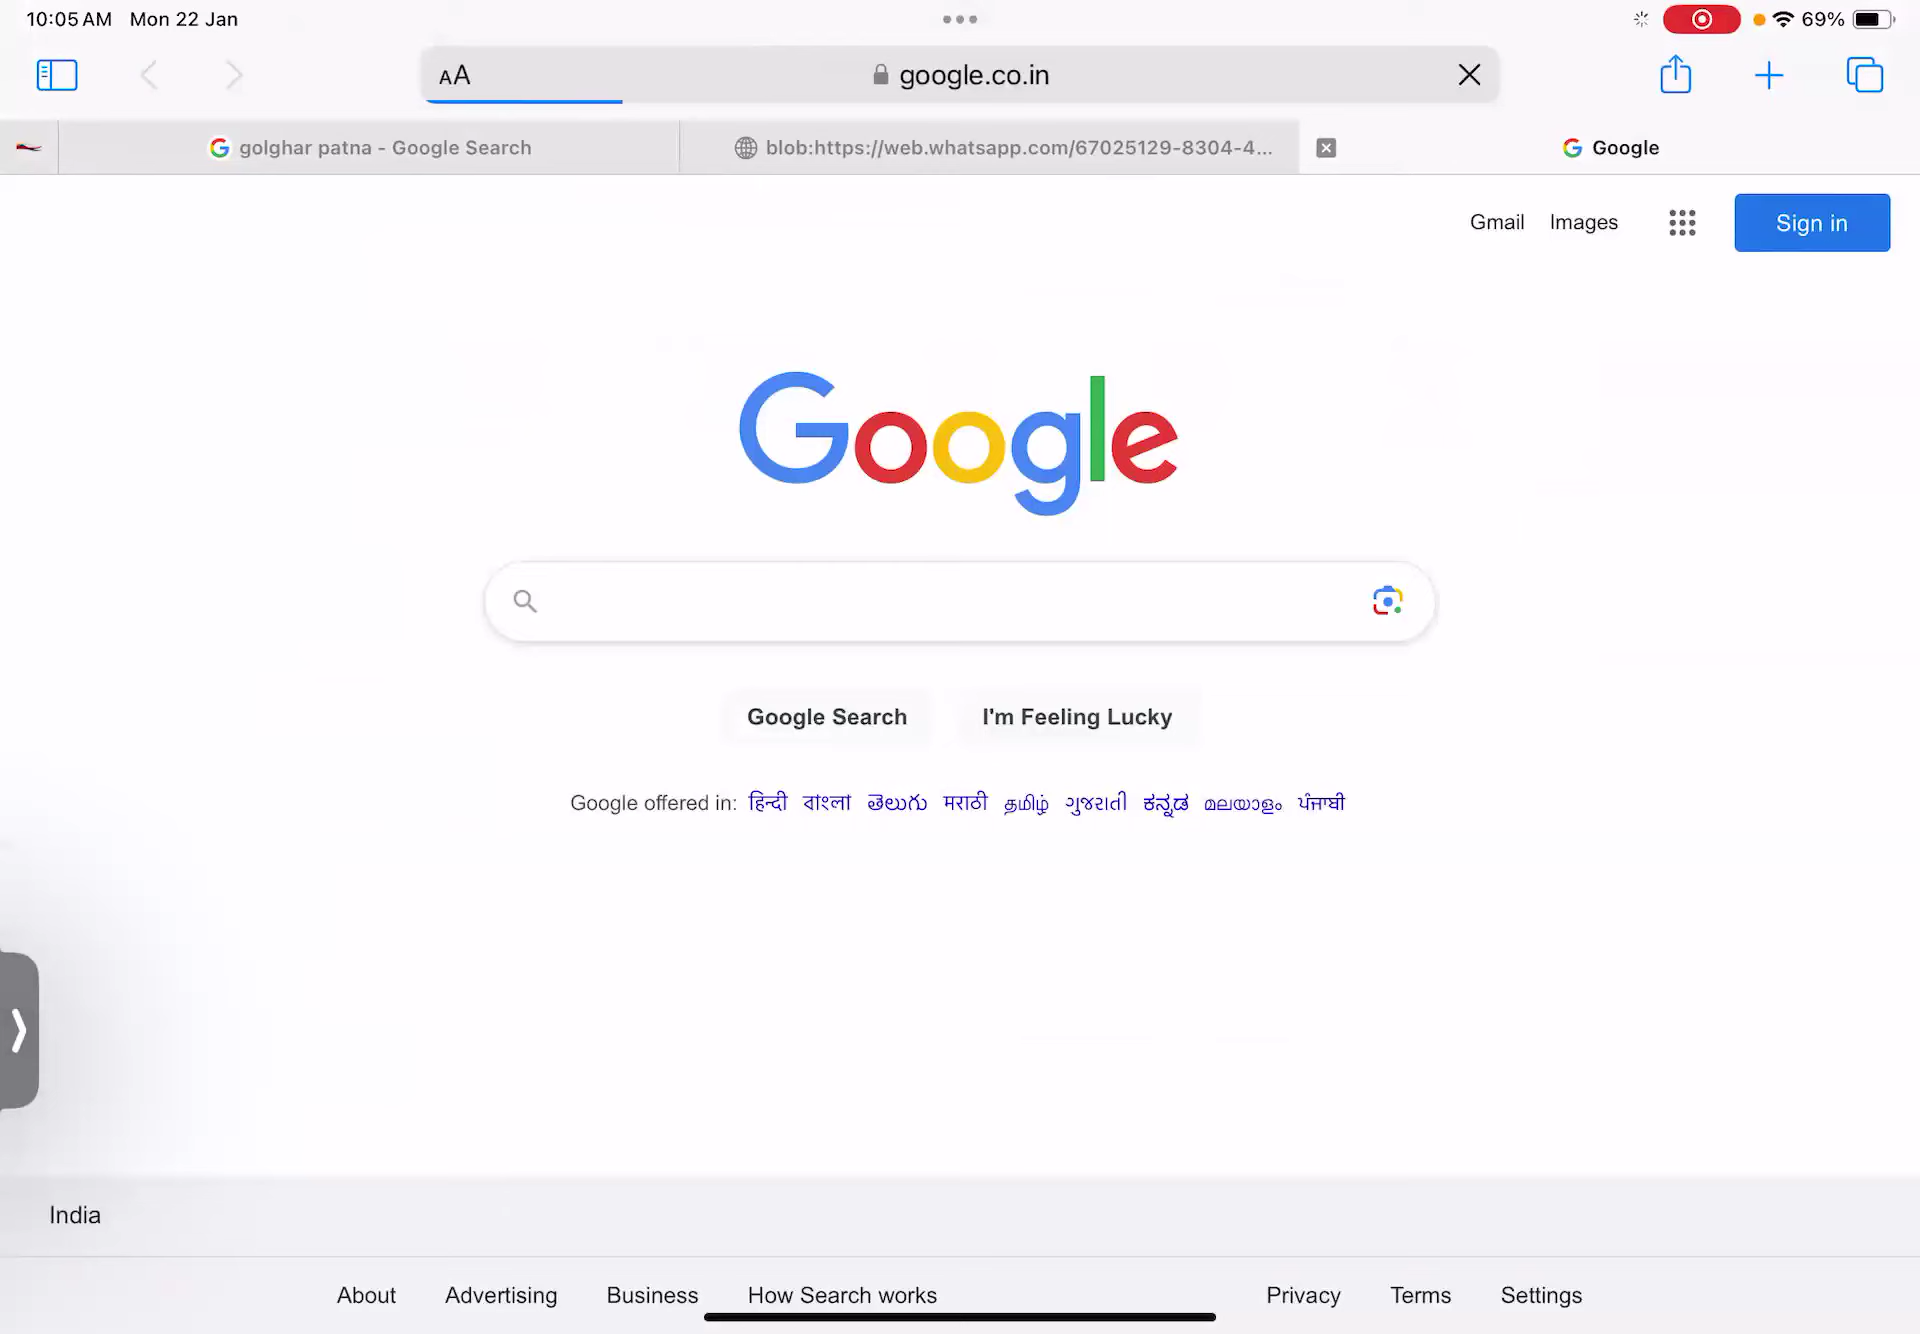 10:05 AM Mon 22 Jan
69%
AA
google.co.in
golghar patna - Google Search
blob:https://web.whatsapp.com/67025129-8304-4...
Google
Gmail Images
Sign in
Google
Google Search
I'm Feeling Lucky
Google offered in: हिन्दी বাংলা తెలుగు मराठी தமிழ் ગુજરાતી ಕನ್ನಡ മലയാളം ਪੰਜਾਬੀ
India
About Advertising Business How Search works Privacy Terms Settings